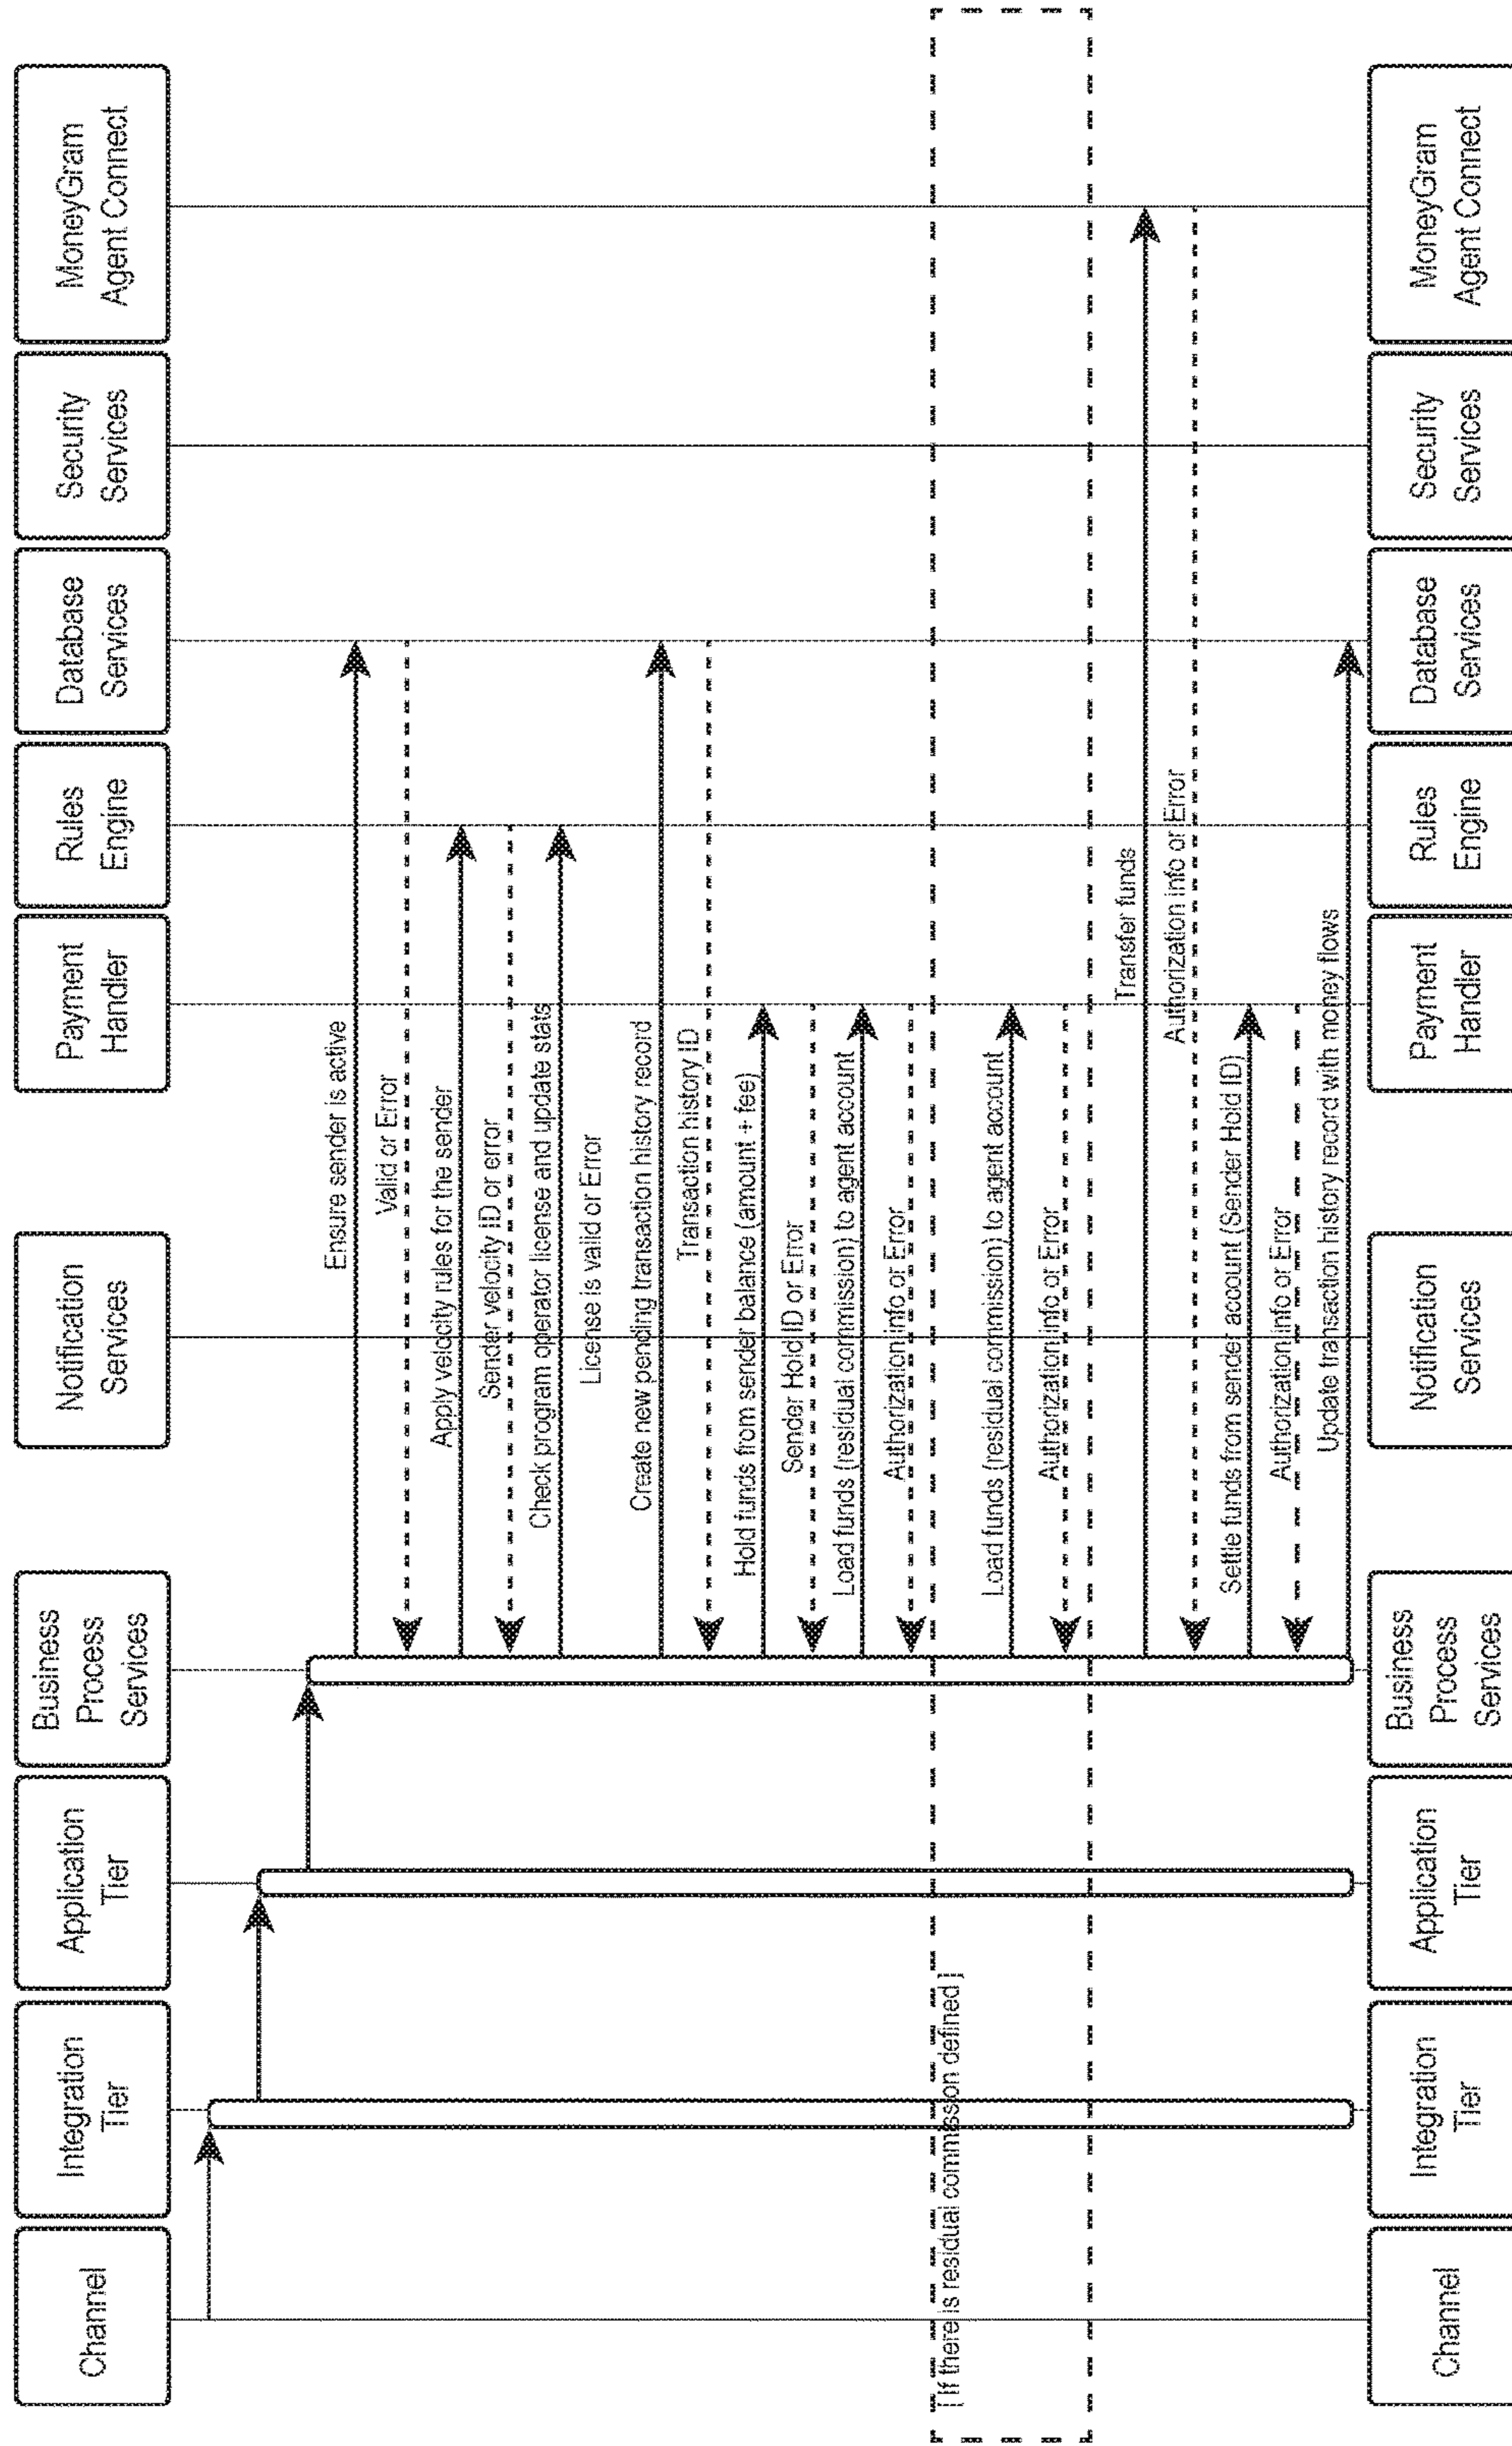 Channel
Integration
Tier
Application
Tier
Business
Process
Services
Notification
Services
Payment
Handler
Rules
Engine
Database
Services
Security
Services
MoneyGram
Agent Connect
Ensure sender is active
Valid or Error
Apply velocity rules for the sender
Sender velocity ID or error
Check program operator license and update stats
License is valid or Error
Create new pending transaction history record
Transaction history ID
Hold funds from sender balance (amount + fee)
Sender Hold ID or Error
Load funds (residual commission) to agent account
Authorization info or Error
[ If there is residual commission defined ]
Load funds (residual commission) to agent account
Authorization info or Error
Transfer funds
Authorization info or Error
Settle funds from sender account (Sender Hold ID)
Authorization info or Error
Update transaction history record with money flows
Channel
Integration
Tier
Application
Tier
Business
Process
Services
Notification
Services
Payment
Handler
Rules
Engine
Database
Services
Security
Services
MoneyGram
Agent Connect